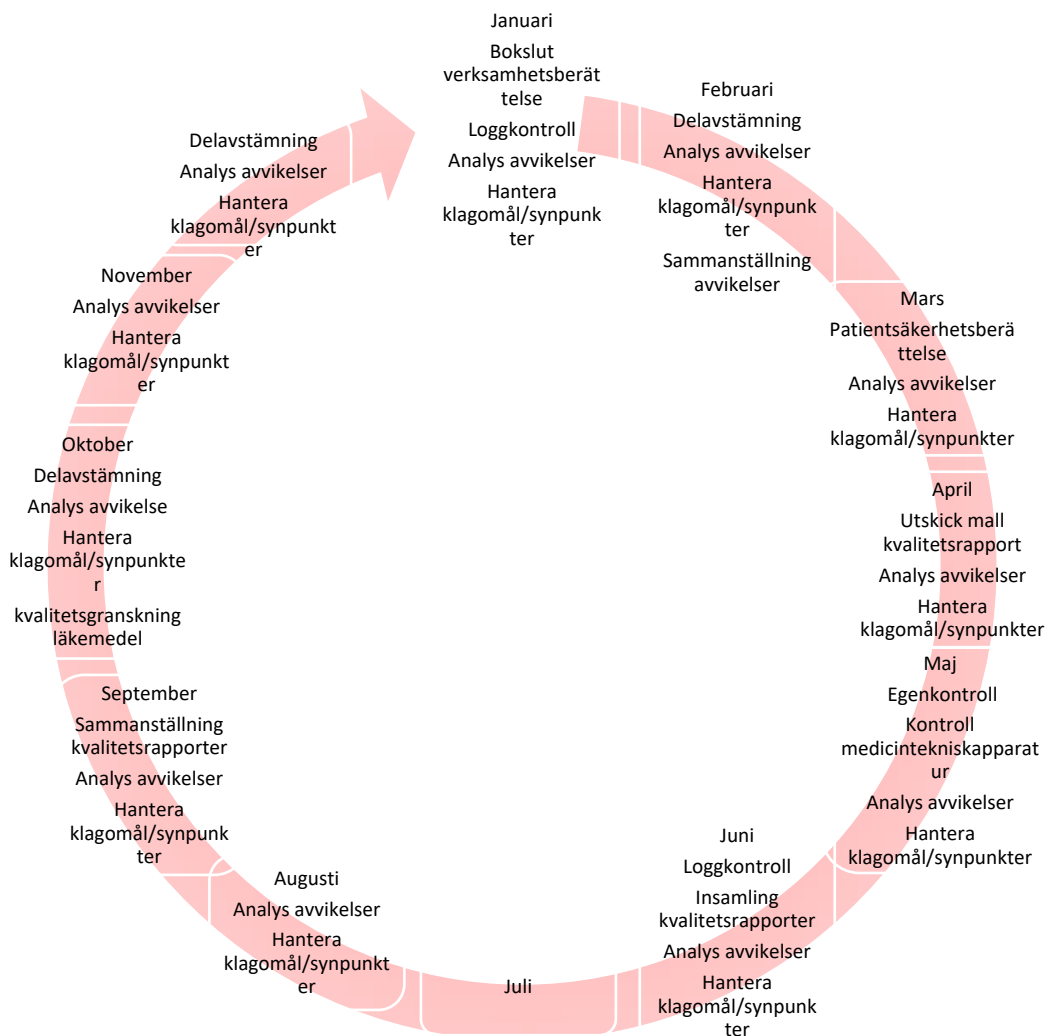 Januari
Bokslut
verksamhetsberät
telse
Loggkontroll
Analys avvikelser
Hantera
klagomål/synpunk
ter
Februari
Delavstämning
Analys avvikelser
Hantera
klagomål/synpunk
ter
Sammanställning
avvikelser
Mars
Patientsäkerhetsberä
ttelse
Analys avvikelser
Hantera
klagomål/synpunkter
April
Utskick mall
kvalitetsrapport
Analys avvikelser
Hantera
klagomål/synpunkter
Maj
Egenkontroll
Kontroll
medicintekniskapparat
ur
Analys avvikelser
Hantera
klagomål/synpunkter
Juni
Loggkontroll
Insamling
kvalitetsrapporter
Analys avvikelser
Hantera
klagomål/synpunk
ter
Juli
Augusti
Analys avvikelser
Hantera
klagomål/synpunkt
er
September
Sammanställning
kvalitetsrapporter
Analys avvikelser
Hantera
klagomål/synpunk
ter
Oktober
Delavstämning
Analys avvikelse
Hantera
klagomål/synpunkte
r
kvalitetsgranskning
läkemedel
November
Analys avvikelser
Hantera
klagomål/synpunkt
er
Delavstämning
Analys avvikelser
Hantera
klagomål/synpunkt
er